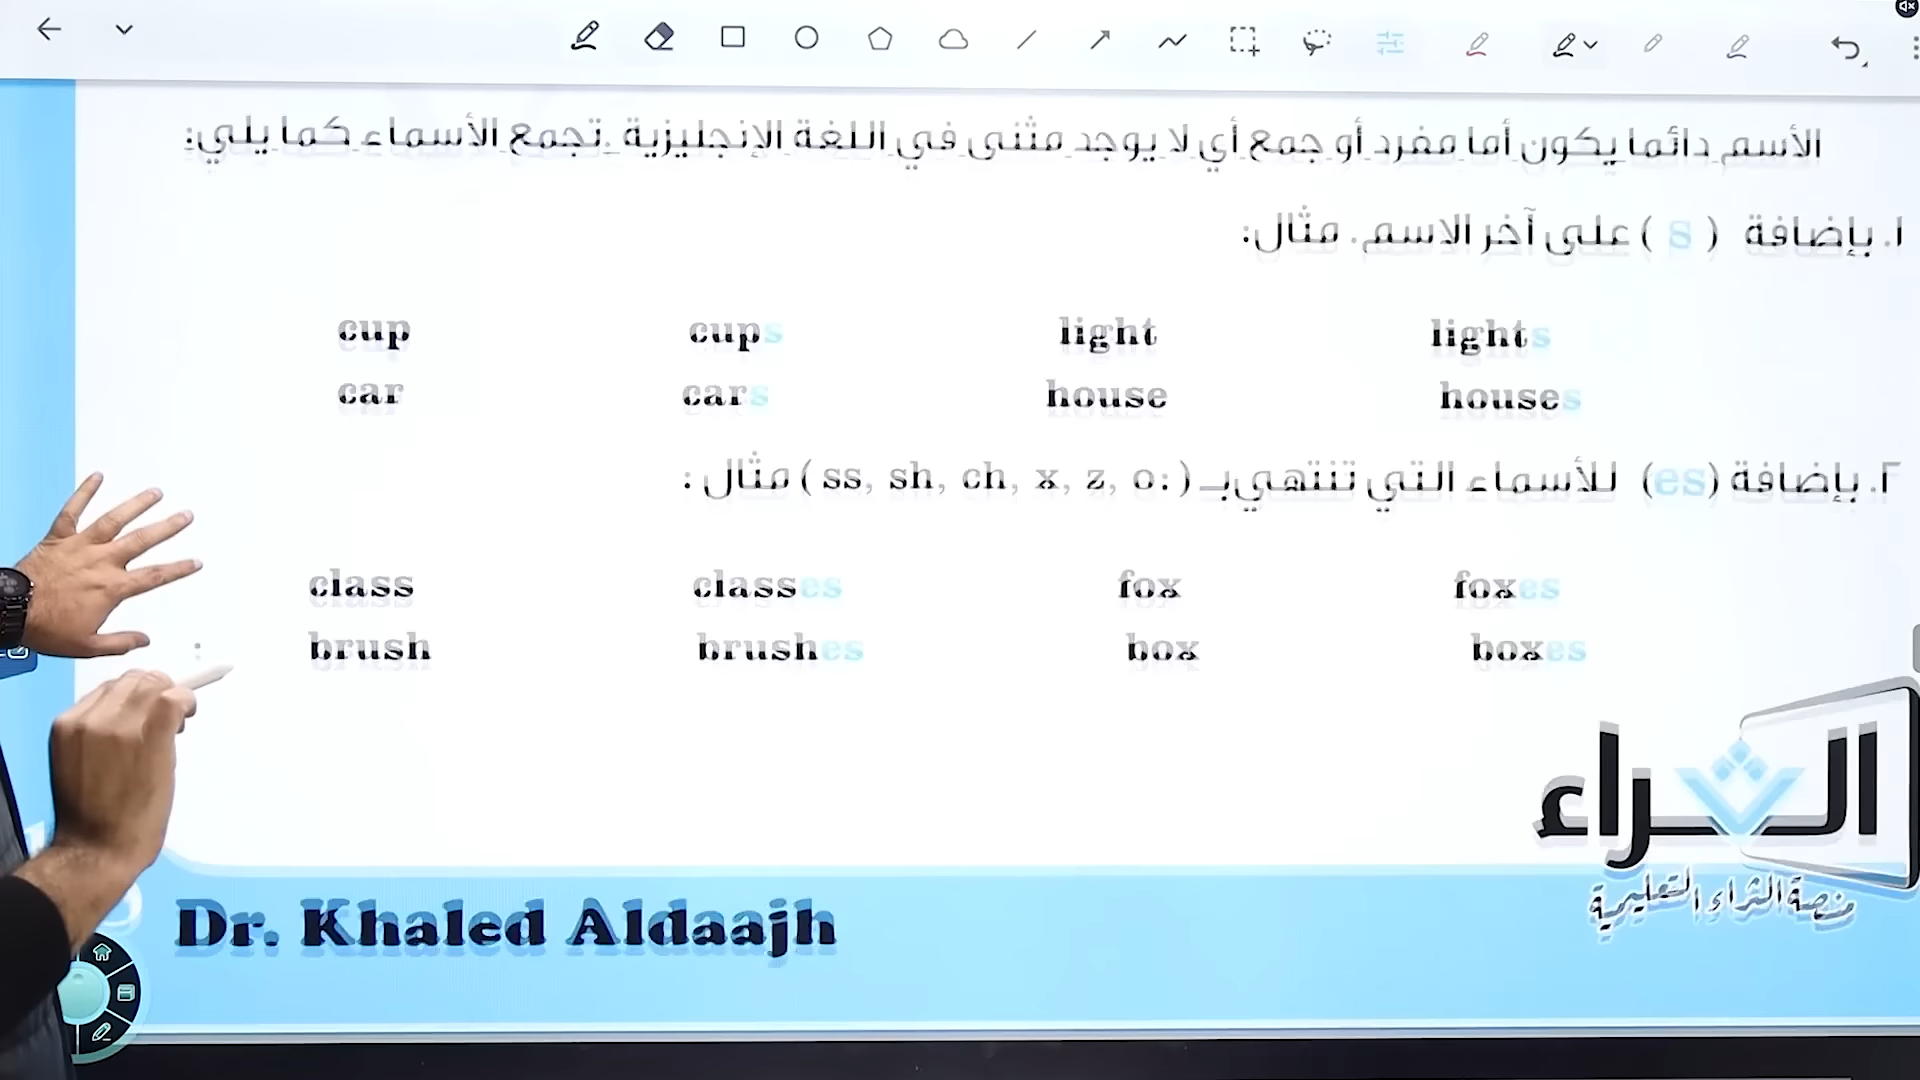 الأسم دائما يكون أما مفرد أو جمع أي لا يوجد مثنى في اللغة الإنجليزية . تجمع الأسماء كما يلي:
١. بإضافة ( s ) على آخر الاسم. مثال:
cup cups light lights
car cars house houses
٢. بإضافة (es) للأسماء التي تنتهي بـ (ss, sh, ch, x, z, o:) مثال :
class classes fox foxes
brush brushes box boxes
الـراء
منصة الثراء التعليمية
Dr. Khaled Aldaajh